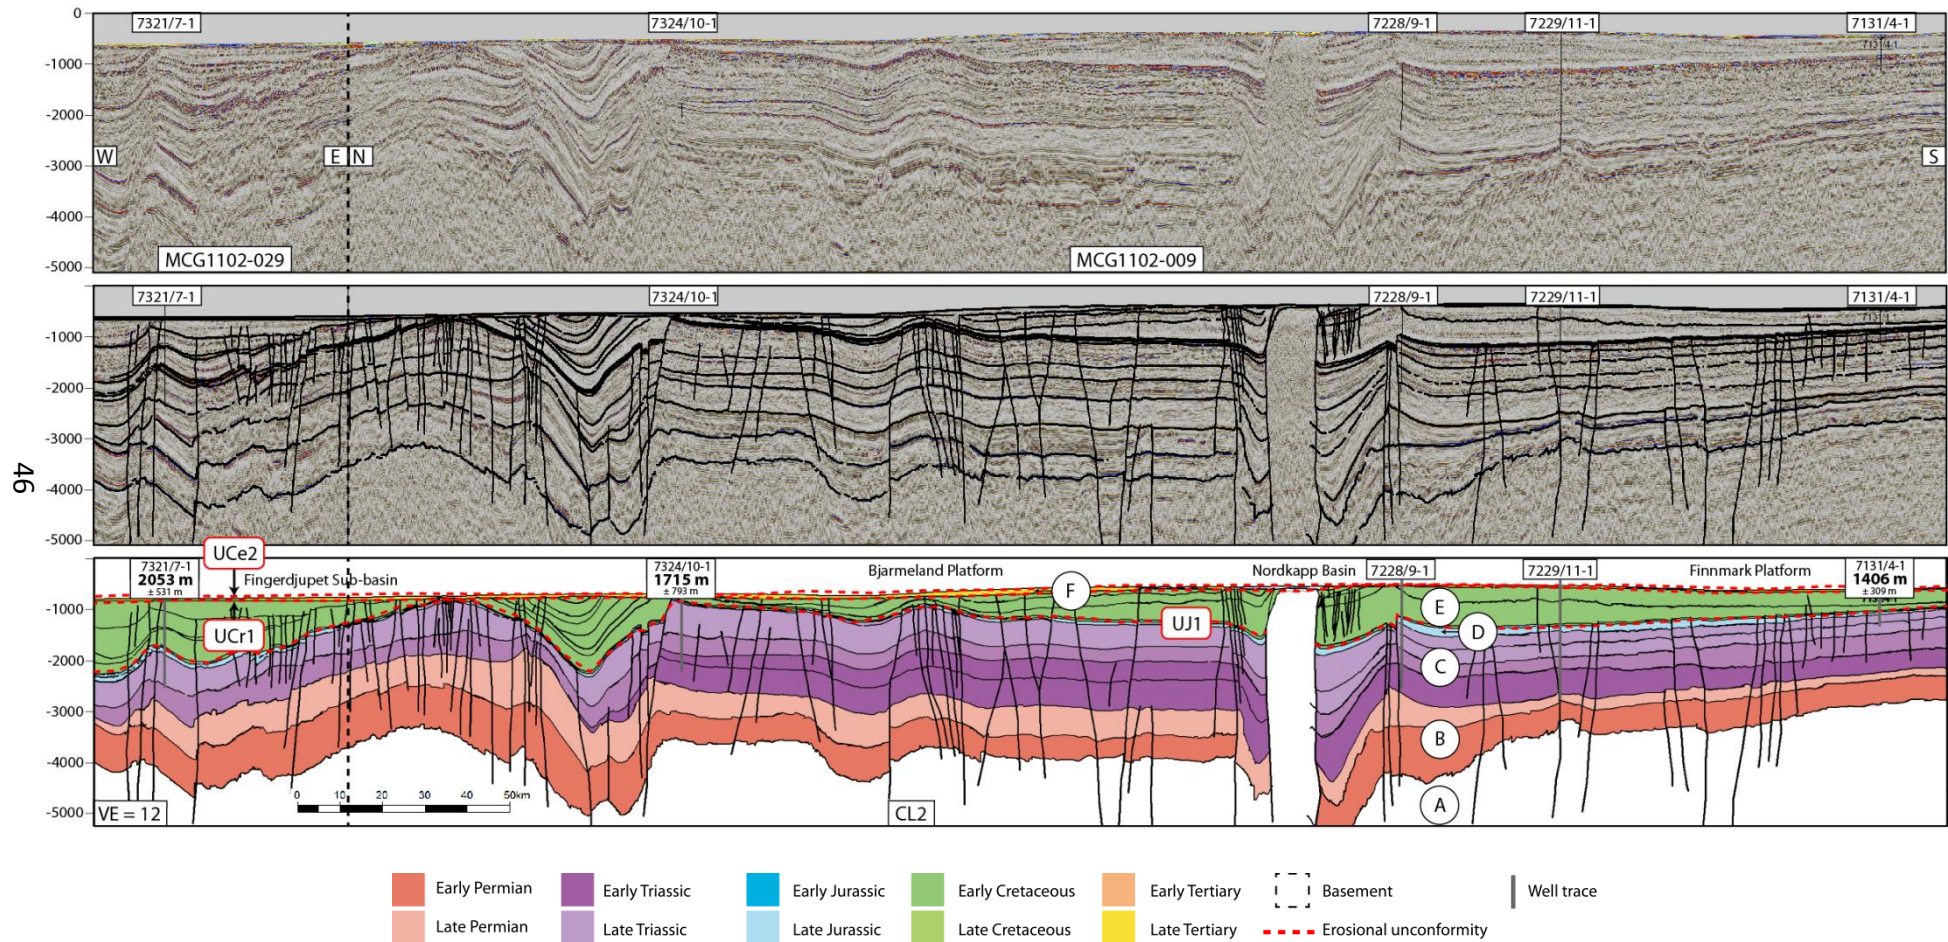 0
7321/7-1
7324/10-1
7228/9-1
7229/11-1
7131/4-1
7131/4-1
-1000
-2000
-3000
-4000
-5000
W
E
N
S
MCG1102-029
MCG1102-009
7321/7-1
7324/10-1
7228/9-1
7229/11-1
7131/4-1
-1000
-2000
-3000
-4000
-5000
46
UCe2
7321/7-1
2053 m
± 531 m
Fingerdjupet Sub-basin
7324/10-1
1715 m
± 793 m
Bjarmeland Platform
Nordkapp Basin
7228/9-1
7229/11-1
Finnmark Platform
7131/4-1
1406 m
± 309 m
-1000
-2000
-3000
-4000
-5000
UCr1
UJ1
F
E
D
C
B
A
0 10 20 30 40 50km
VE = 12
CL2
Early Permian
Early Triassic
Early Jurassic
Early Cretaceous
Early Tertiary
Basement
Well trace
Late Permian
Late Triassic
Late Jurassic
Late Cretaceous
Late Tertiary
Erosional unconformity